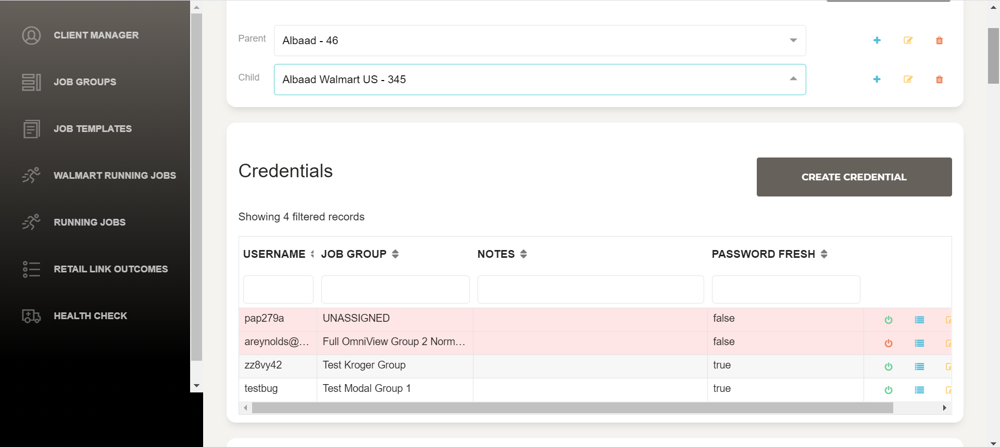 CLIENT MANAGER
JOB GROUPS
JOB TEMPLATES
WALMART RUNNING JOBS
RUNNING JOBS
RETAIL LINK OUTCOMES
HEALTH CHECK
Parent
Albaad - 46
Child
Albaad Walmart US - 345
Credentials
CREATE CREDENTIAL
Showing 4 filtered records
USERNAME JOB GROUP NOTES PASSWORD FRESH
pap279a UNASSIGNED false
areynolds@... Full OmniView Group 2 Norm... false
zz8vy42 Test Kroger Group true
testbug Test Modal Group 1 true